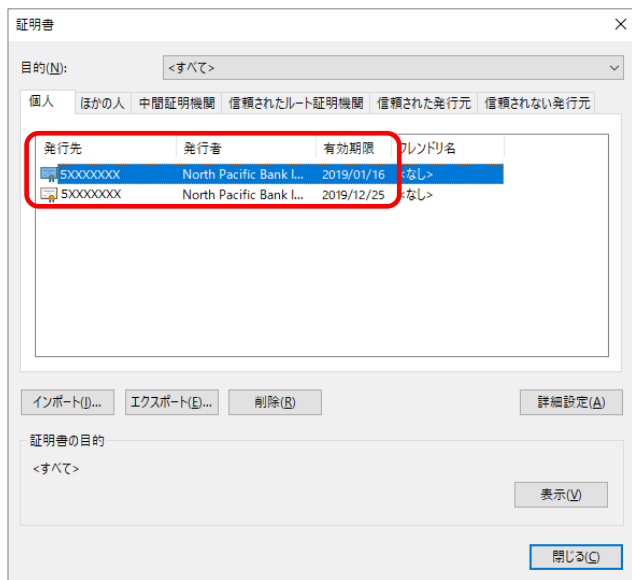 証明書
目的(N): <すべて>
個人 ほかの人 中間証明機関 信頼されたルート証明機関 信頼された発行元 信頼されない発行元
発行先 発行者 有効期限 フレンドリ名
5XXXXXXX North Pacific Bank I... 2019/01/16 <なし>
5XXXXXXX North Pacific Bank I... 2019/12/25 <なし>
インポート(I)... エクスポート(E)... 削除(R) 詳細設定(A)
証明書の目的
<すべて>
表示(V)
閉じる(C)